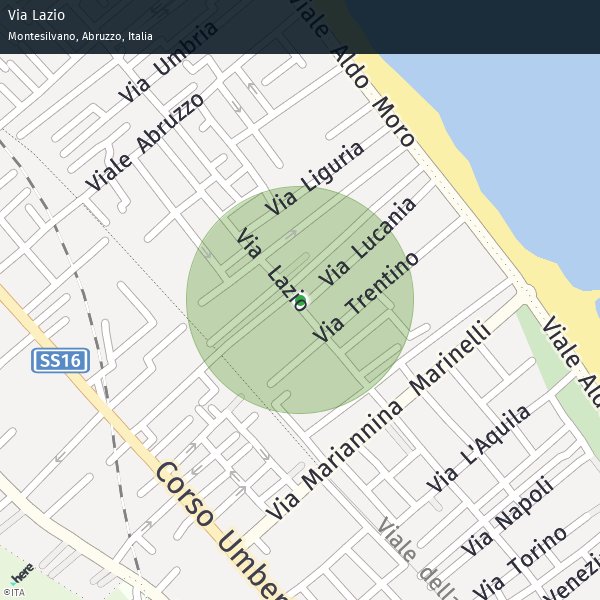 Via Lazio
Montesilvano, Abruzzo, Italia
Via Umbria
Viale Aldo Moro
Viale Abruzzo
Via Liguria
Via Lucania
Via Lazio
Via Trentino
SS16
Viale Ald
Via Mariannina Marinelli
Via L'Aquila
Corso Umber
Via Napoli
Viale dell
Via Torino
Venezi
here
©ITA